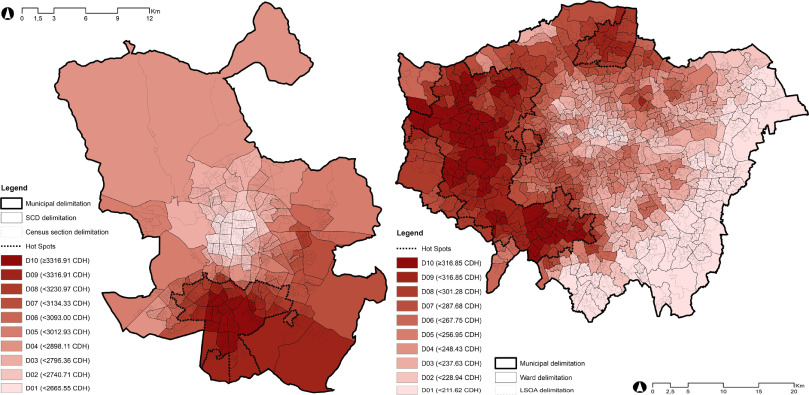 Km
0 1,5 3 6 9 12
Legend
Municipal delimitation
SCD delimitation
Census section delimitation
Hot Spots
D10 (≥3316.91 CDH)
D09 (<3316.91 CDH)
D08 (<3230.97 CDH)
D07 (<3134.33 CDH)
D06 (<3093.00 CDH)
D05 (<3012.93 CDH)
D04 (<2898.11 CDH)
D03 (<2795.36 CDH)
D02 (<2740.71 CDH)
D01 (<2665.55 CDH)
Legend
Hot Spots
D10 (≥316.85 CDH)
D09 (<316.85 CDH)
D08 (<301.28 CDH)
D07 (<287.68 CDH)
D06 (<267.75 CDH)
D05 (<256.95 CDH)
D04 (<248.43 CDH)
D03 (<237.63 CDH)
D02 (<228.94 CDH)
D01 (<211.62 CDH)
Municipal delimitation
Ward delimitation
LSOA delimitation
0 2,5 5 10 15 20
Km